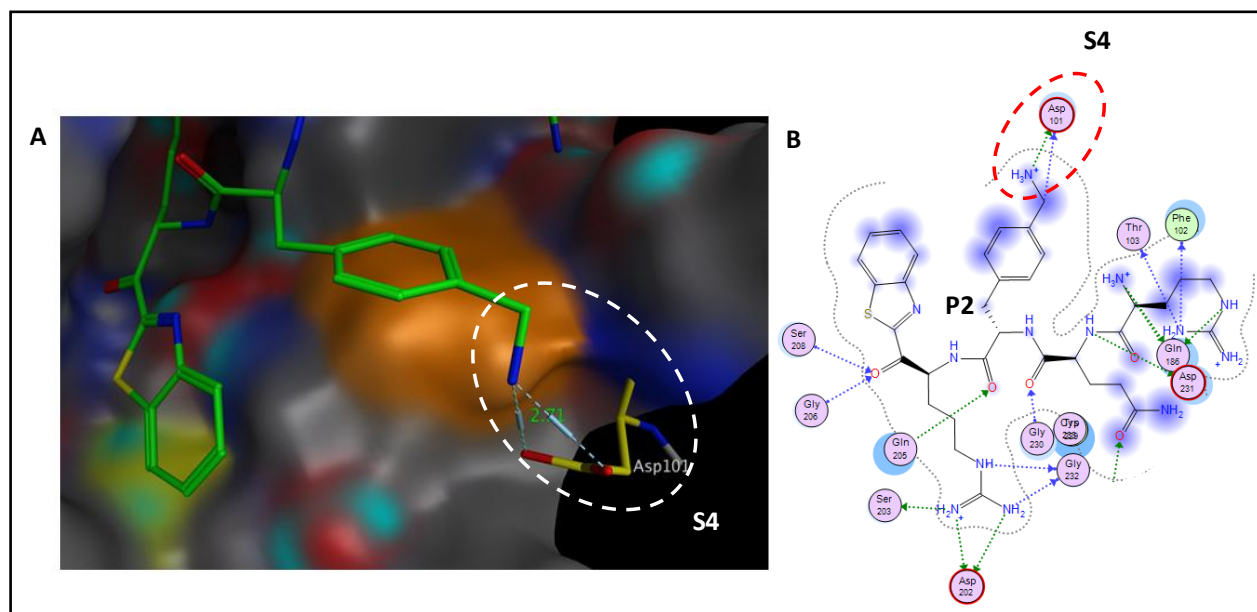 A
2.71
Asp101
S4
B
S4
Asp
101
H₃N⁺
Thr
103
Phe
102
H₃N⁺
NH
H₂N
NH₂
+
Gln
186
Asp
231
O
N
S
P2
NH
O
NH
O
NH
O
NH₂
O
Ser
208
Gly
206
Gln
205
Gly
230
Gly
232
NH
Ser
203
H₂N
+
NH₂
Asp
202